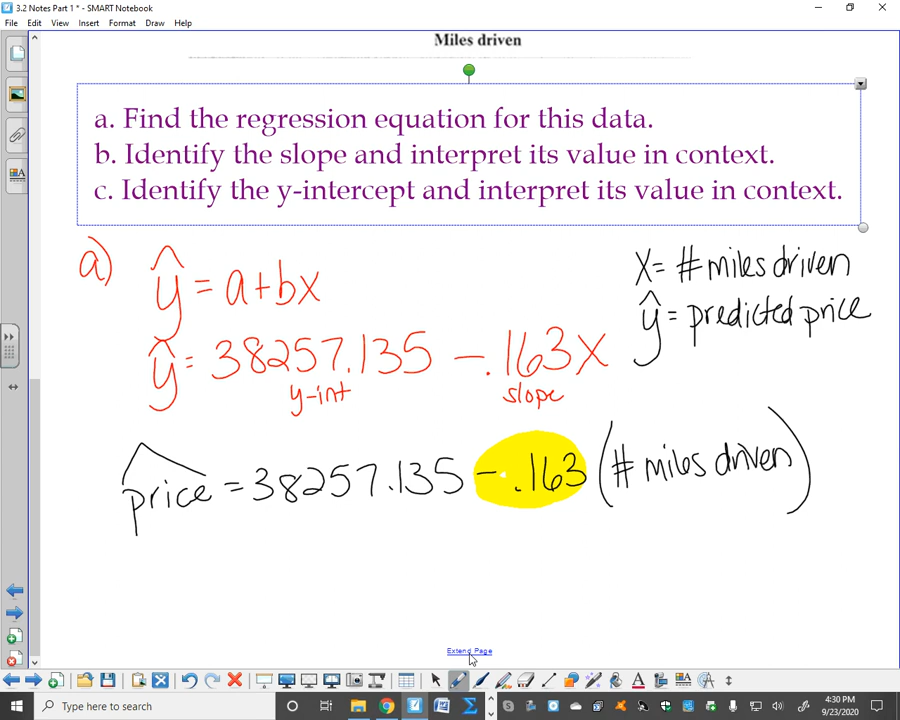 3.2 Notes Part 1 * - SMART Notebook
File Edit View Insert Format Draw Help
Miles driven
a. Find the regression equation for this data.
b. Identify the slope and interpret its value in context.
c. Identify the y-intercept and interpret its value in context.
a) ŷ = a+bx
x= # miles driven
ŷ = predicted price
ŷ = 38257.135 - .163x
y-int slope
price = 38257.135 - .163 (# miles driven)
Extend Page
Type here to search
4:30 PM
9/23/2020